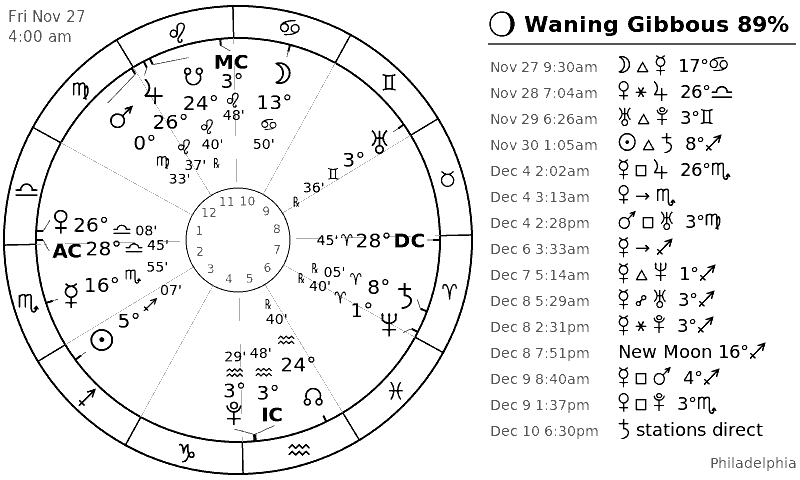 Fri Nov 27
4:00 am
☽ Waning Gibbous 89%
Nov 27 9:30am ☽ △ ☿ 17°♋
Nov 28 7:04am ♀ ⚹ ♃ 26°♎
Nov 29 6:26am ♅ △ ⯓ 3°♊
Nov 30 1:05am ☉ △ ♄ 8°♐
Dec 4 2:02am ☿ □ ♃ 26°♏
Dec 4 3:13am ♀ → ♏
Dec 4 2:28pm ♂ □ ♅ 3°♍
Dec 6 3:33am ☿ → ♐
Dec 7 5:14am ☿ △ ♆ 1°♐
Dec 8 5:29am ☿ ☍ ♅ 3°♐
Dec 8 2:31pm ☿ ⚹ ⯓ 3°♐
Dec 8 7:51pm New Moon 16°♐
Dec 9 8:40am ☿ □ ♂ 4°♐
Dec 9 1:37pm ♀ □ ⯓ 3°♏
Dec 10 6:30pm ♄ stations direct
Philadelphia
♌
♋
♊
♉
♈
♓
♒
♑
♐
♏
♎
♍
MC 3° ♌ 48'
☽ 13° ♋ 50'
♅ 3° ♊ 36' ℞
DC 28° ♈ 45'
♄ 8° ♈ 05' ℞
♆ 1° ♈ 40' ℞
☊ 24° ♒ 40' ℞
IC 3° ♒ 48'
⯓ 3° ♒ 29'
☉ 5° ♐ 07'
☿ 16° ♏ 55'
AC 28° ♎ 45'
♀ 26° ♎ 08'
♂ 0° ♍ 33'
♃ 26° ♌ 37'
☋ 24° ♌ 40' ℞
1
2
3
4
5
6
7
8
9
10
11
12